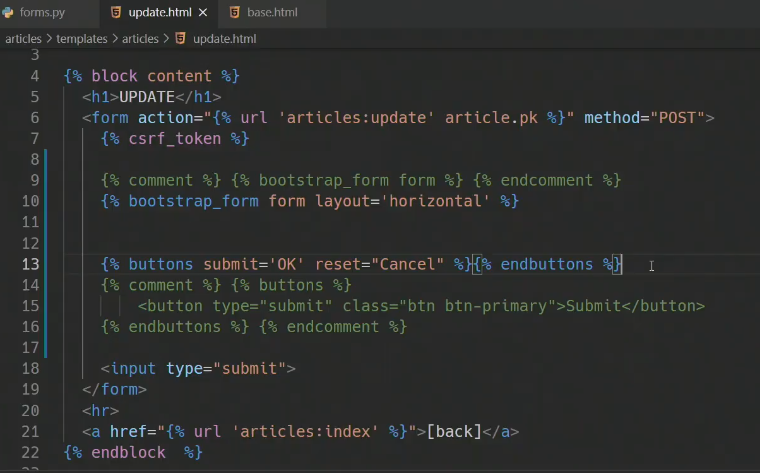 forms.py update.html × base.html
articles > templates > articles > update.html
3
4 {% block content %}
5 <h1>UPDATE</h1>
6 <form action="{% url 'articles:update' article.pk %}" method="POST">
7 {% csrf_token %}
8
9 {% comment %} {% bootstrap_form form %} {% endcomment %}
10 {% bootstrap_form form layout='horizontal' %}
11
12
13 {% buttons submit='OK' reset="Cancel" %}{% endbuttons %}
14 {% comment %} {% buttons %}
15 <button type="submit" class="btn btn-primary">Submit</button>
16 {% endbuttons %} {% endcomment %}
17
18 <input type="submit">
19 </form>
20 <hr>
21 <a href="{% url 'articles:index' %}">[back]</a>
22 {% endblock  %}